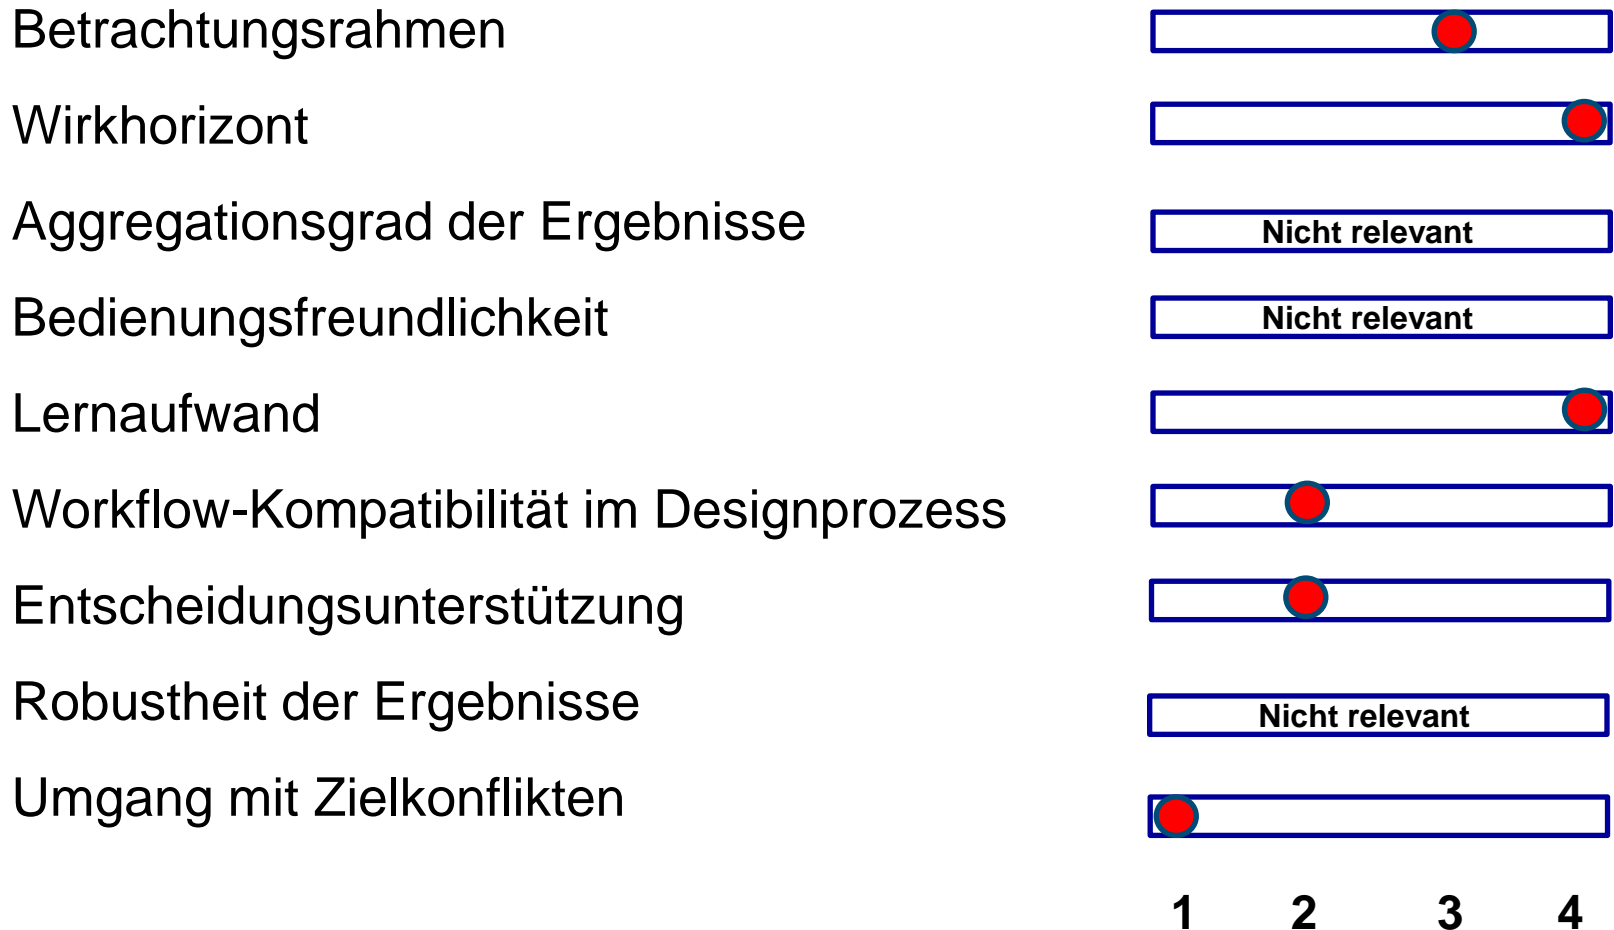 Betrachtungsrahmen
Wirkhorizont
Aggregationsgrad der Ergebnisse
Nicht relevant
Bedienungsfreundlichkeit
Nicht relevant
Lernaufwand
Workflow-Kompatibilität im Designprozess
Entscheidungsunterstützung
Robustheit der Ergebnisse
Nicht relevant
Umgang mit Zielkonflikten
1 2 3 4